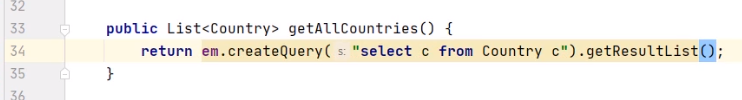 32
33 public List<Country> getAllCountries() {
34 return em.createQuery( s: "select c from Country c").getResultList();
35 }
36